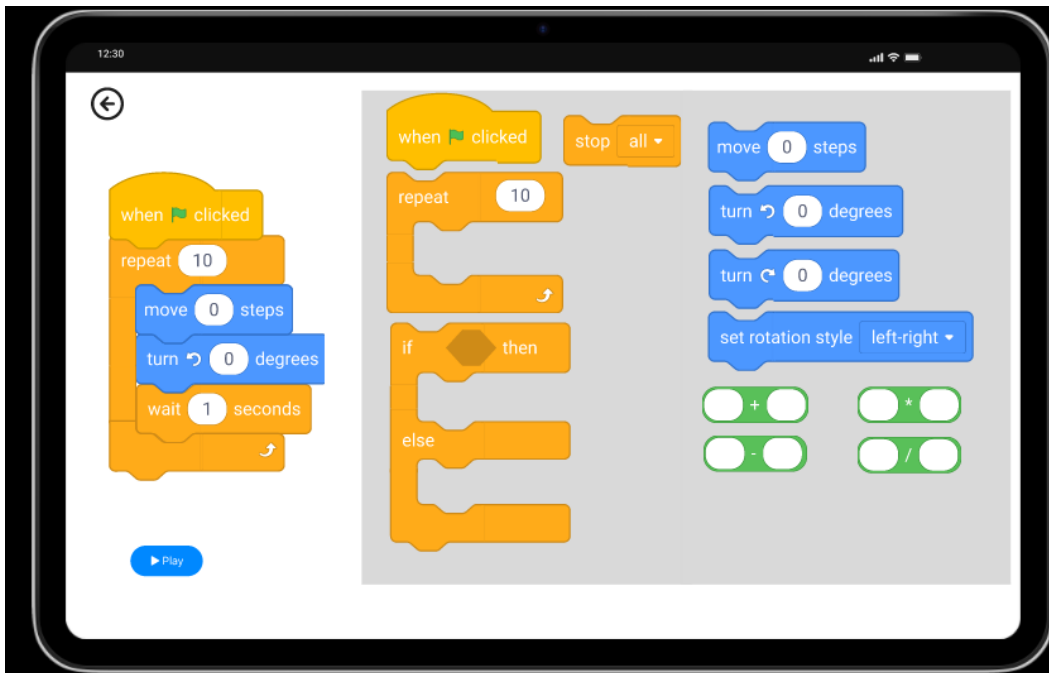 12:30
when clicked
repeat 10
move 0 steps
turn 0 degrees
wait 1 seconds
Play
when clicked
stop all
repeat 10
if then
else
move 0 steps
turn 0 degrees
turn 0 degrees
set rotation style left-right
+
*
-
/